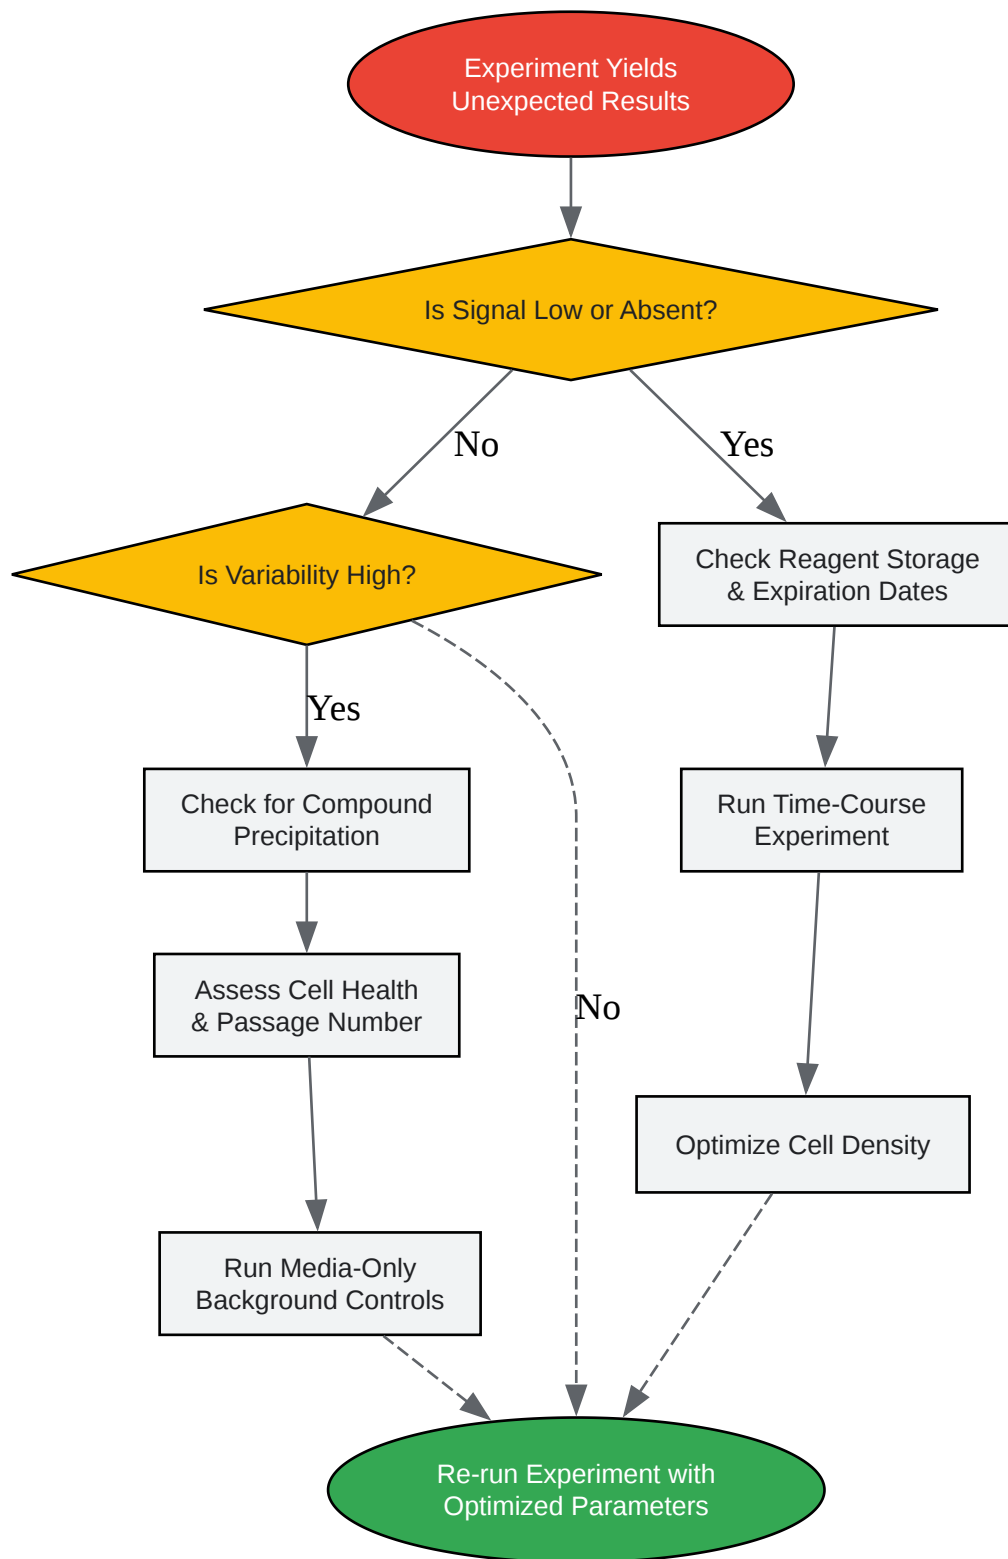 Experiment Yields
Unexpected Results
Is Signal Low or Absent?
No
Yes
Is Variability High?
Check Reagent Storage
& Expiration Dates
Yes
Check for Compound
Precipitation
Run Time-Course
Experiment
Assess Cell Health
& Passage Number
No
Optimize Cell Density
Run Media-Only
Background Controls
Re-run Experiment with
Optimized Parameters